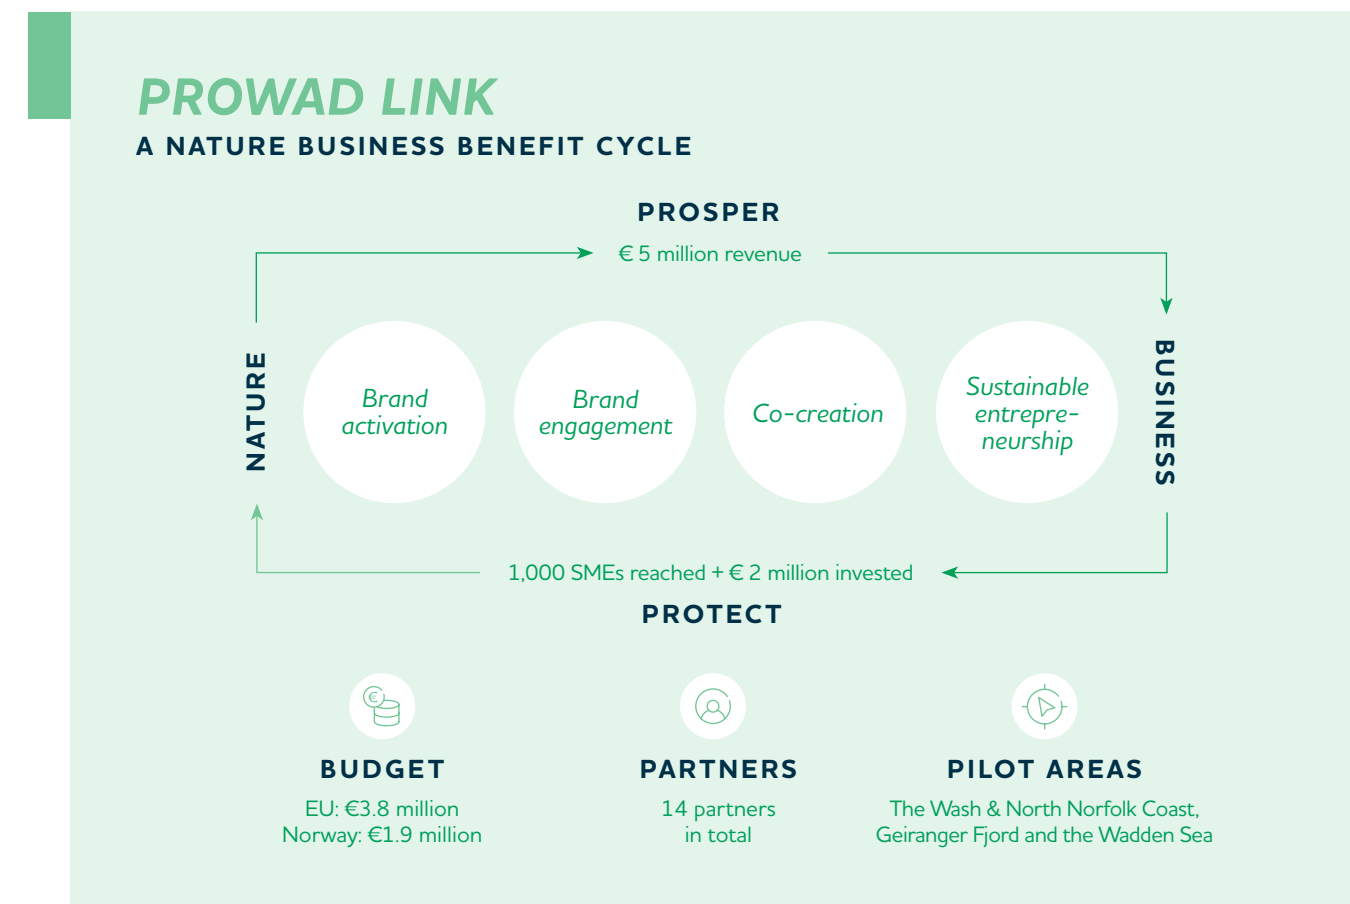 PROWAD LINK
A NATURE BUSINESS BENEFIT CYCLE
PROSPER
€ 5 million revenue
NATURE
Brand
activation
Brand
engagement
Co-creation
Sustainable
entrepre-
neurship
BUSINESS
1,000 SMEs reached + € 2 million invested
PROTECT
€
BUDGET
EU: €3.8 million
Norway: €1.9 million
PARTNERS
14 partners
in total
PILOT AREAS
The Wash & North Norfolk Coast,
Geiranger Fjord and the Wadden Sea